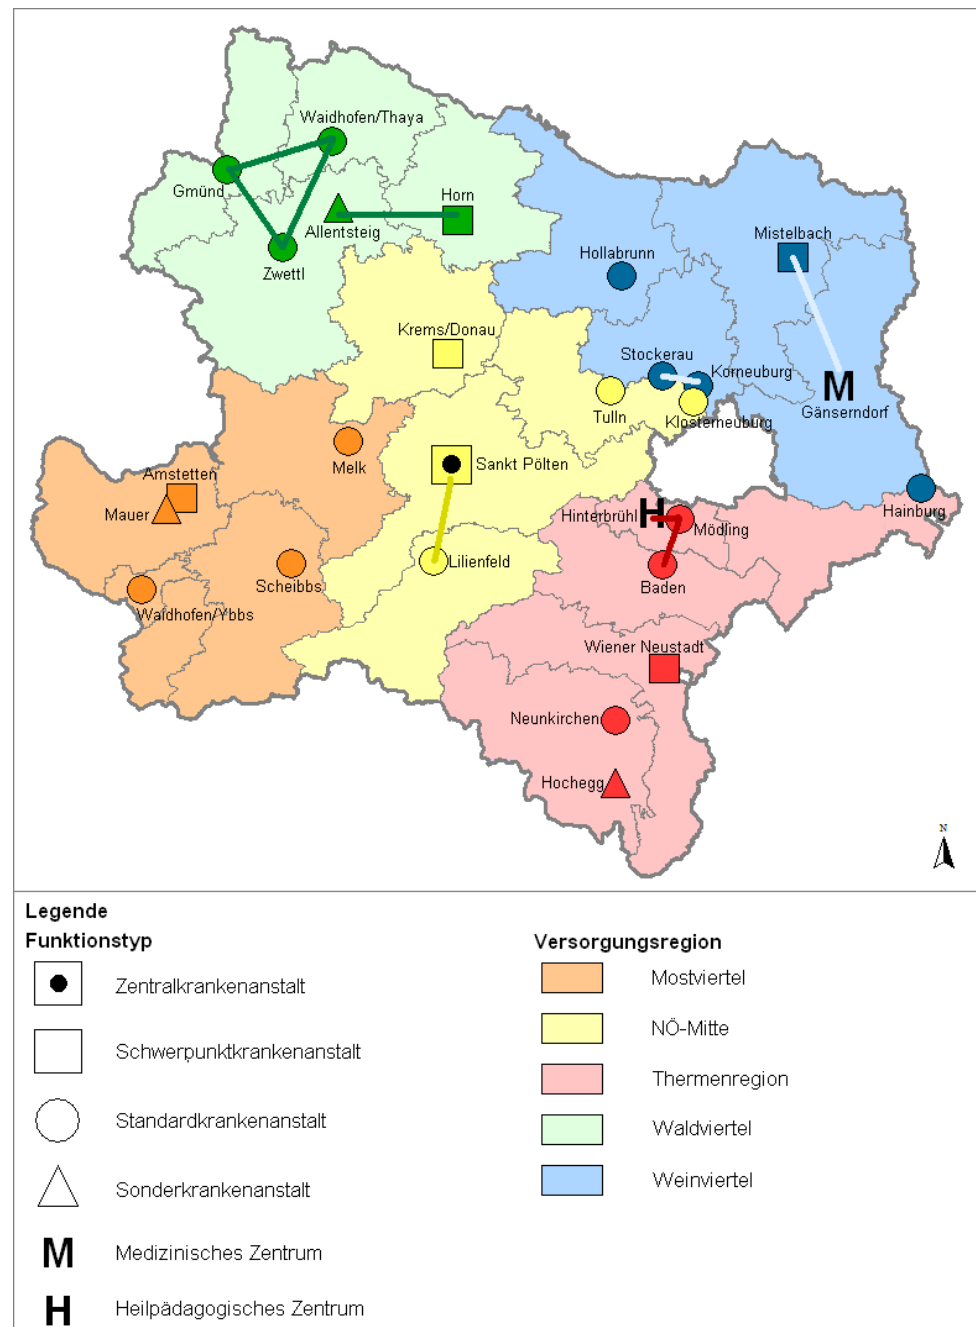 Waidhofen/Thaya
Gmünd
Horn
Allentsteig
Zwettl
Mistelbach
Hollabrunn
Krems/Donau
Stockerau
Korneuburg
M
Gänserndorf
Tulln
Klosterneuburg
Melk
Sankt Pölten
Amstetten
Mauer
Hainburg
Hinterbrühl
H
Mödling
Lilienfeld
Scheibbs
Baden
Waidhofen/Ybbs
Wiener Neustadt
Neunkirchen
Hochegg
N
Legende
Funktionstyp
Zentralkrankenanstalt
Schwerpunktkrankenanstalt
Standardkrankenanstalt
Sonderkrankenanstalt
M Medizinisches Zentrum
H Heilpädagogisches Zentrum
Versorgungsregion
Mostviertel
NÖ-Mitte
Thermenregion
Waldviertel
Weinviertel